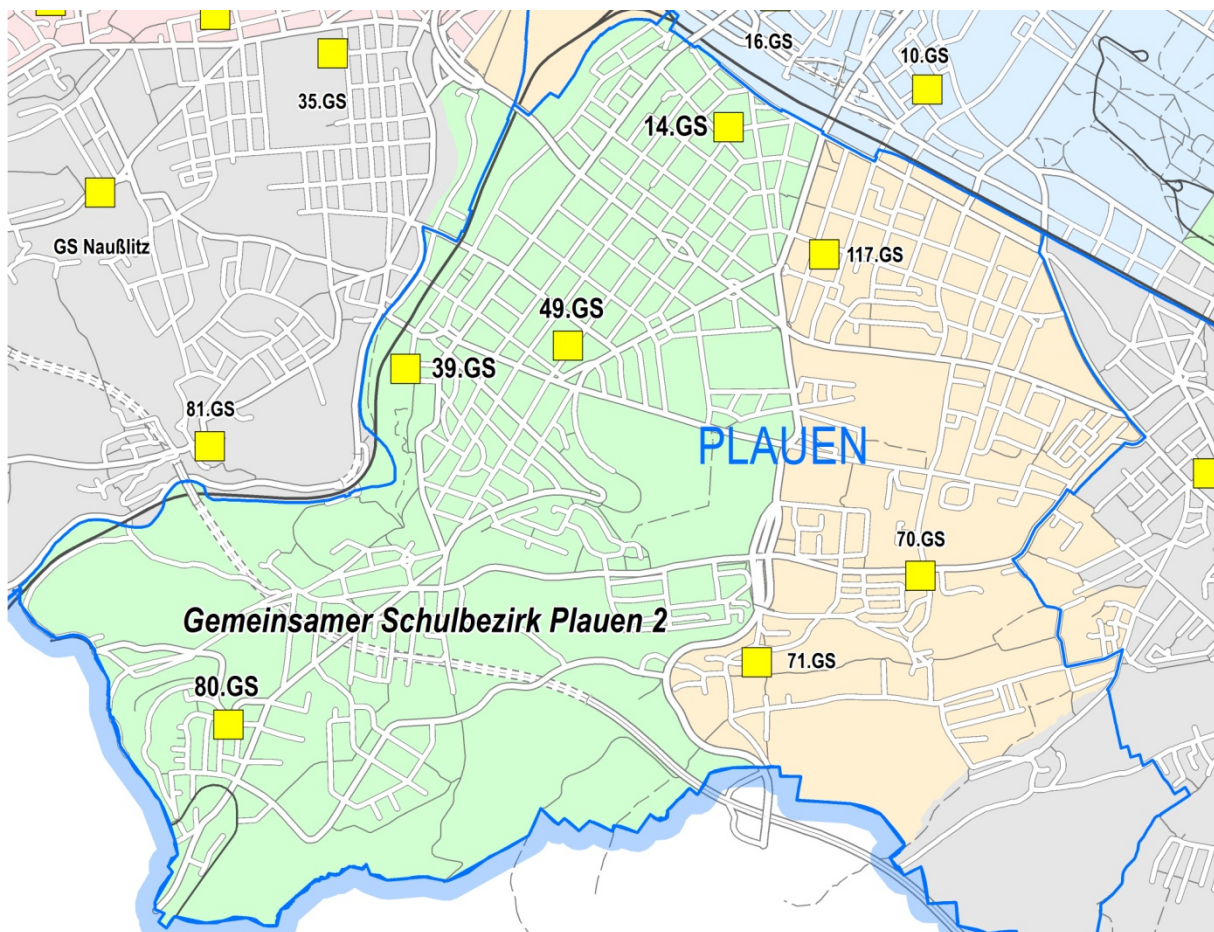 16.GS
10.GS
35.GS
14.GS
GS Naußlitz
117.GS
49.GS
39.GS
81.GS
PLAUEN
70.GS
Gemeinsamer Schulbezirk Plauen 2
71.GS
80.GS